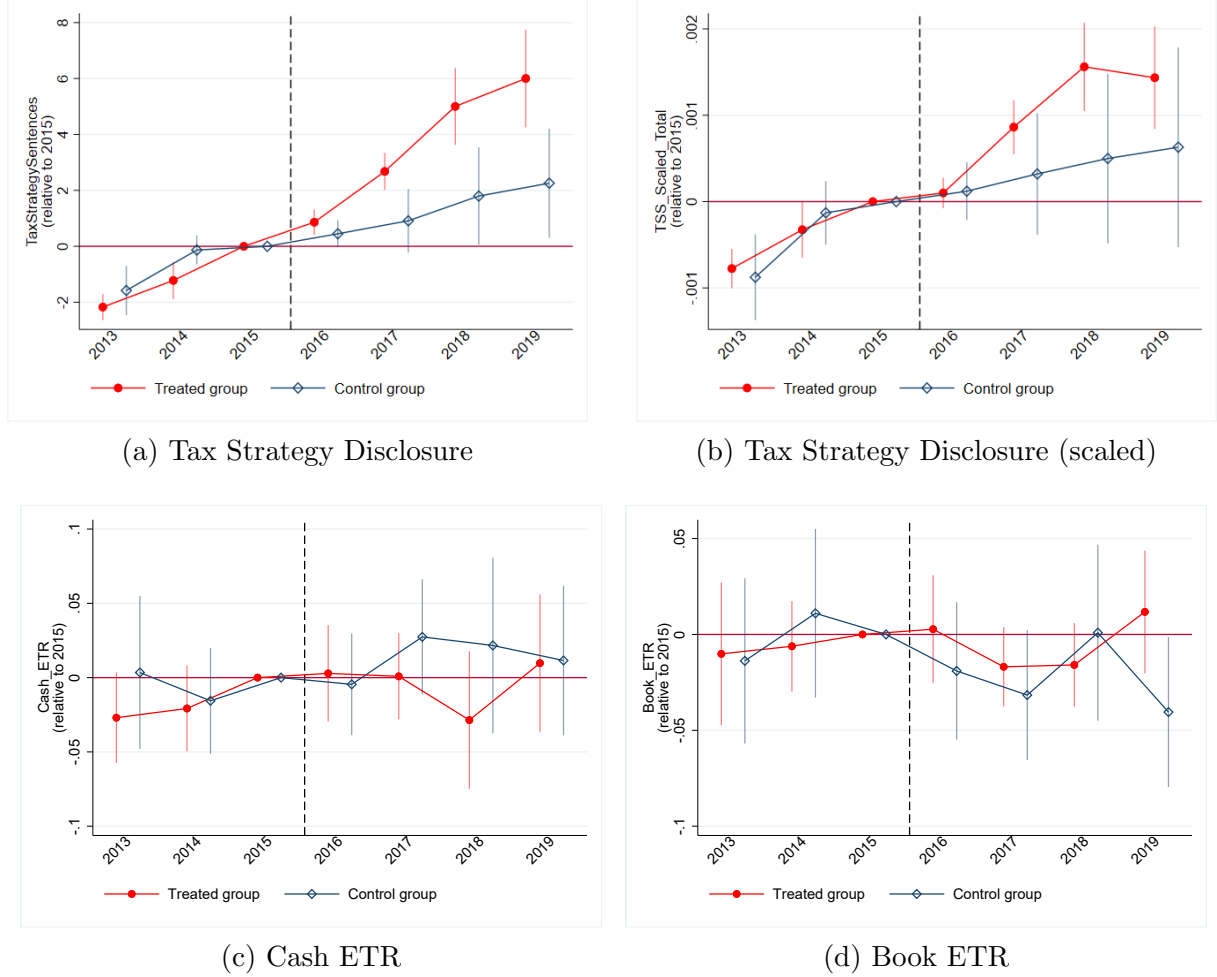 8
6
4
2
0
-2
TaxStrategySentences
(relative to 2015)
2013 2014 2015 2016 2017 2018 2019
Treated group Control group
(a) Tax Strategy Disclosure
.002
.001
0
-.001
TSS_Scaled_Total
(relative to 2015)
2013 2014 2015 2016 2017 2018 2019
Treated group Control group
(b) Tax Strategy Disclosure (scaled)
.1
.05
0
-.05
-.1
Cash_ETR
(relative to 2015)
2013 2014 2015 2016 2017 2018 2019
Treated group Control group
(c) Cash ETR
.05
0
-.05
-.1
Book_ETR
(relative to 2015)
2013 2014 2015 2016 2017 2018 2019
Treated group Control group
(d) Book ETR